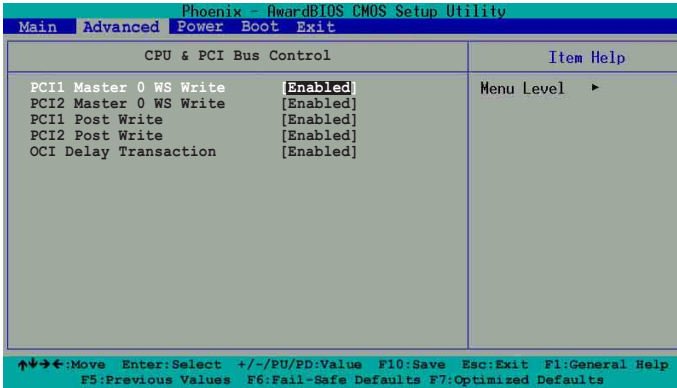 Phoenix - AwardBIOS CMOS Setup Utility
Main Advanced Power Boot Exit
CPU & PCI Bus Control
Item Help
PCI1 Master 0 WS Write [Enabled]
Menu Level ►
PCI2 Master 0 WS Write [Enabled]
PCI1 Post Write [Enabled]
PCI2 Post Write [Enabled]
OCI Delay Transaction [Enabled]
↑↓→←:Move Enter:Select +/-/PU/PD:Value F10:Save Esc:Exit F1:General Help
F5:Previous Values F6:Fail-Safe Defaults F7:Optimized Defaults